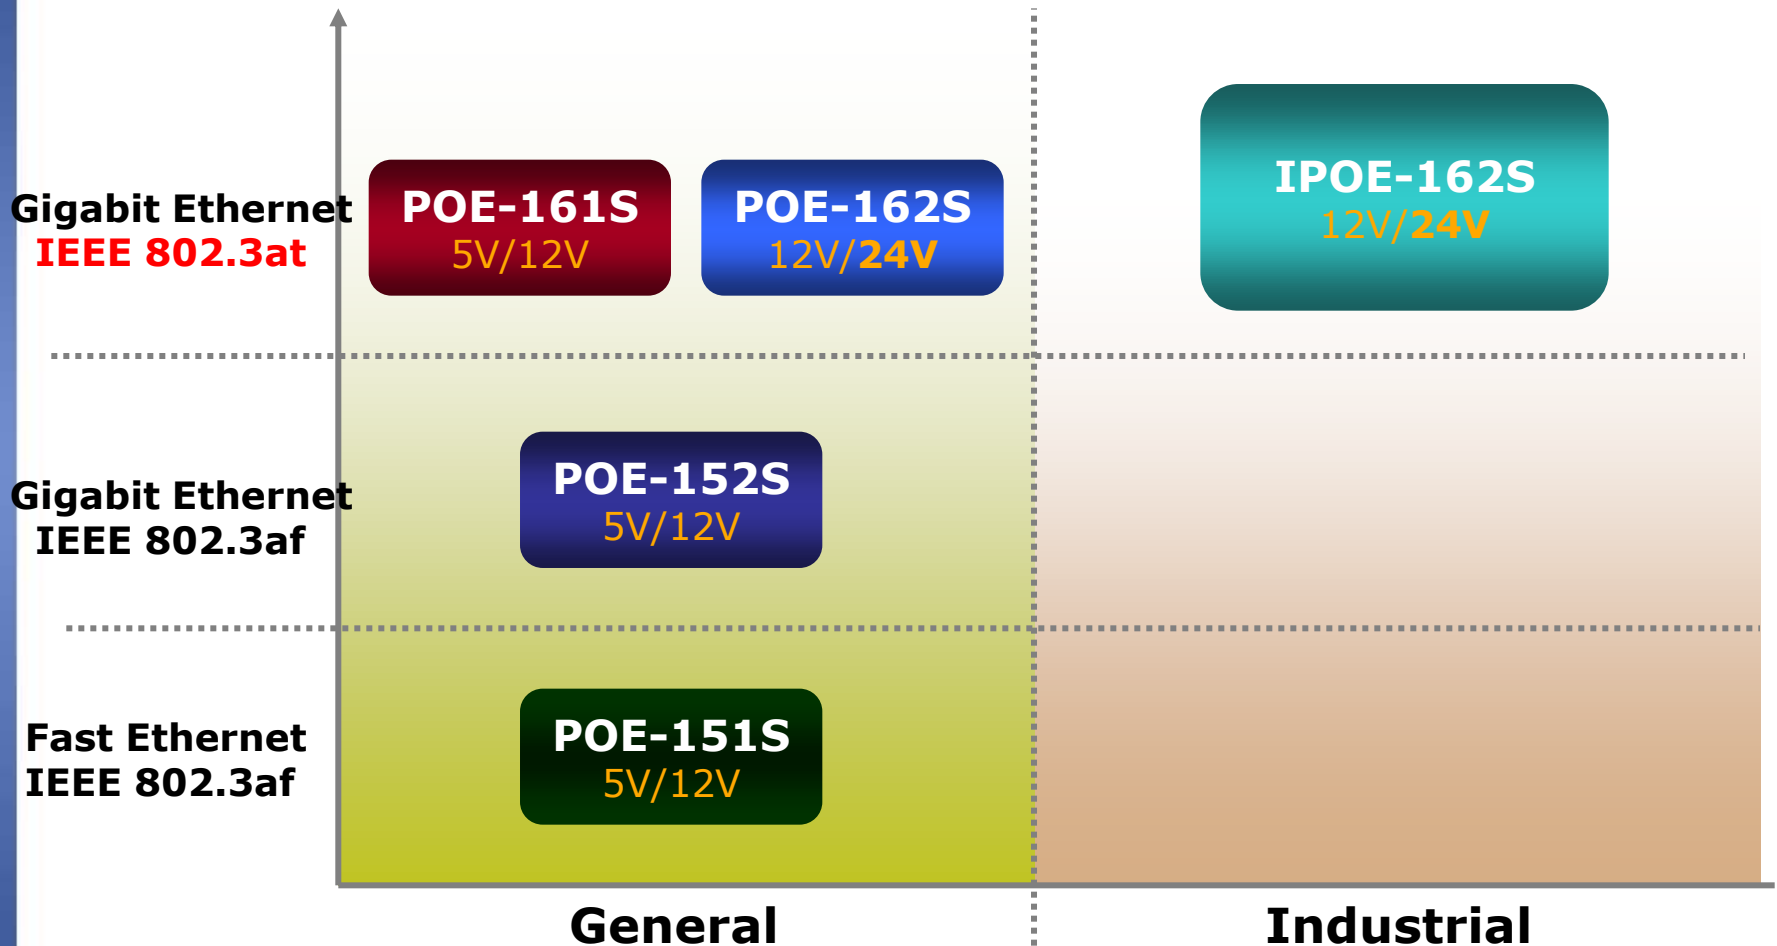 Gigabit Ethernet
IEEE 802.3at
POE-161S
5V/12V
POE-162S
12V/24V
IPOE-162S
12V/24V
Gigabit Ethernet
IEEE 802.3af
POE-152S
5V/12V
Fast Ethernet
IEEE 802.3af
POE-151S
5V/12V
General
Industrial